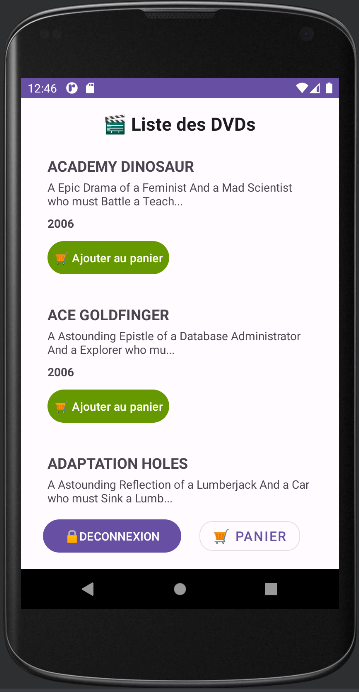 12:46
🎬 Liste des DVDs
ACADEMY DINOSAUR
A Epic Drama of a Feminist And a Mad Scientist
who must Battle a Teach...
2006
🛒 Ajouter au panier
ACE GOLDFINGER
A Astounding Epistle of a Database Administrator
And a Explorer who mu...
2006
🛒 Ajouter au panier
ADAPTATION HOLES
A Astounding Reflection of a Lumberjack And a Car
who must Sink a Lumb...
🔒DECONNEXION
🛒 PANIER